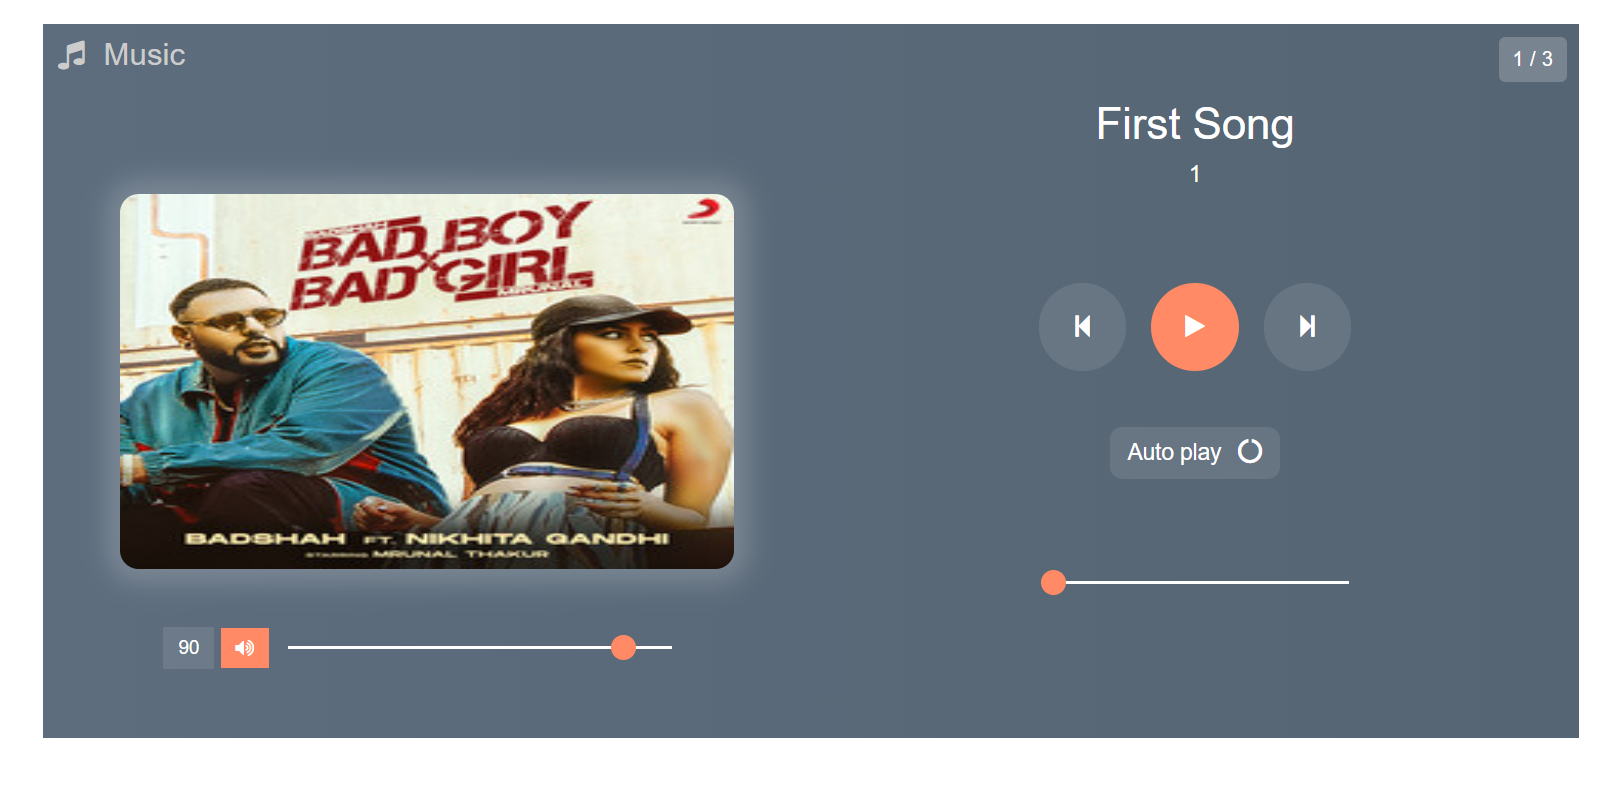 Music
1 / 3
First Song
1
BADSHAH
BAD BOY
X
BAD GIRL
MRUNAL
BADSHAH FT. NIKHITA GANDHI
STARRING MRUNAL THAKUR
Auto play
90